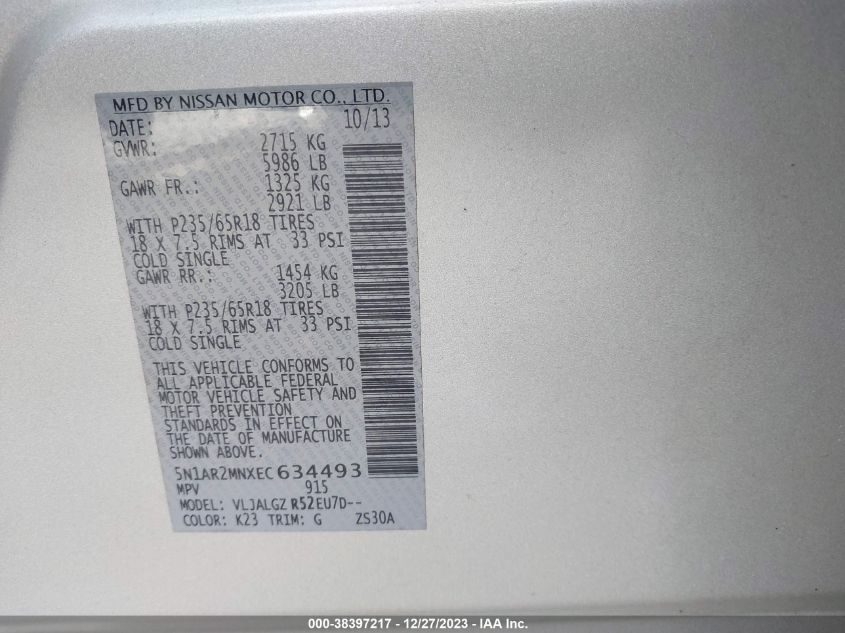 MFD BY NISSAN MOTOR CO., LTD.
DATE: 10/13
GVWR: 2715 KG
5986 LB
GAWR FR.: 1325 KG
2921 LB
WITH P235/65R18 TIRES
18 X 7.5 RIMS AT 33 PSI
COLD SINGLE
GAWR RR.: 1454 KG
3205 LB
WITH P235/65R18 TIRES
18 X 7.5 RIMS AT 33 PSI
COLD SINGLE
THIS VEHICLE CONFORMS TO
ALL APPLICABLE FEDERAL
MOTOR VEHICLE SAFETY AND
THEFT PREVENTION
STANDARDS IN EFFECT ON
THE DATE OF MANUFACTURE
SHOWN ABOVE.
5N1AR2MNXEC634493
MPV 915
MODEL: VLJALGZ R52EU7D--
COLOR: K23 TRIM: G ZS30A
000-38397217 - 12/27/2023 - IAA Inc.